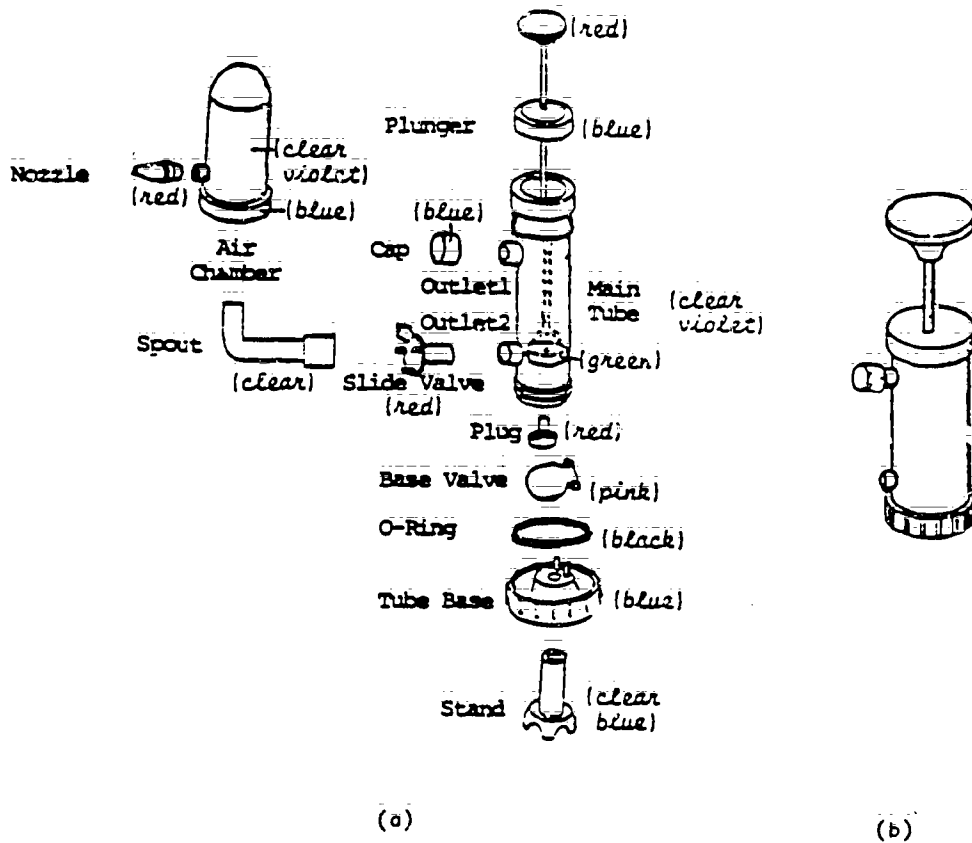 (red)
Plunger
(blue)
Nozzle
(red)
(clear
violet)
(blue)
Air
Chamber
(blue)
Cap
Outlet1
Outlet2
Main
Tube
(clear
violet)
Spout
(clear)
Slide Valve
(red)
(green)
Plug
(red)
Base Valve
(pink)
O-Ring
(black)
Tube Base
(blue)
Stand
(clear
blue)
(a)
(b)